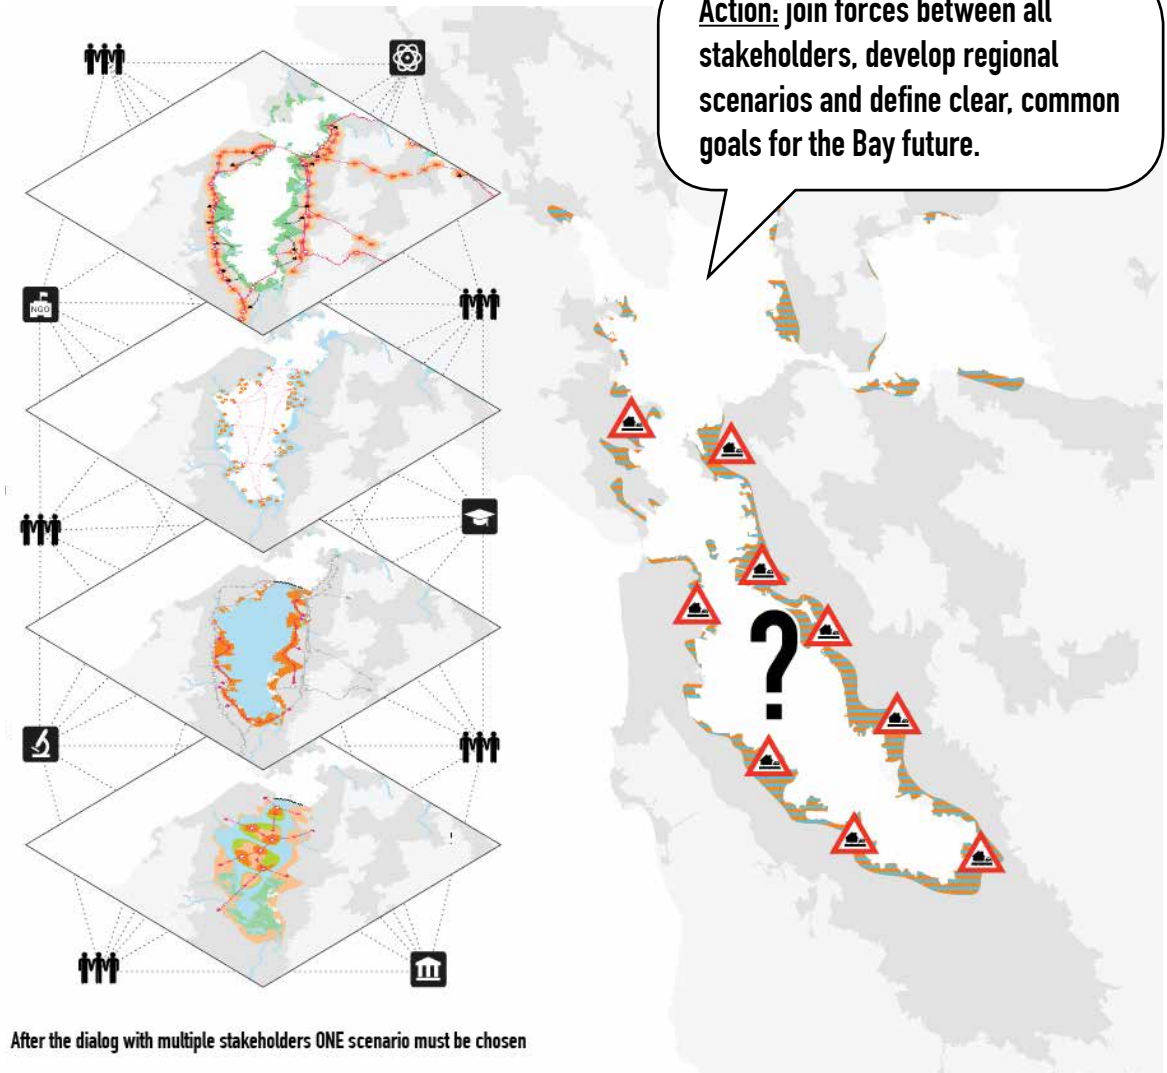 Action: join forces between all
stakeholders, develop regional
scenarios and define clear, common
goals for the Bay future.
NGO
?
After the dialog with multiple stakeholders ONE scenario must be chosen